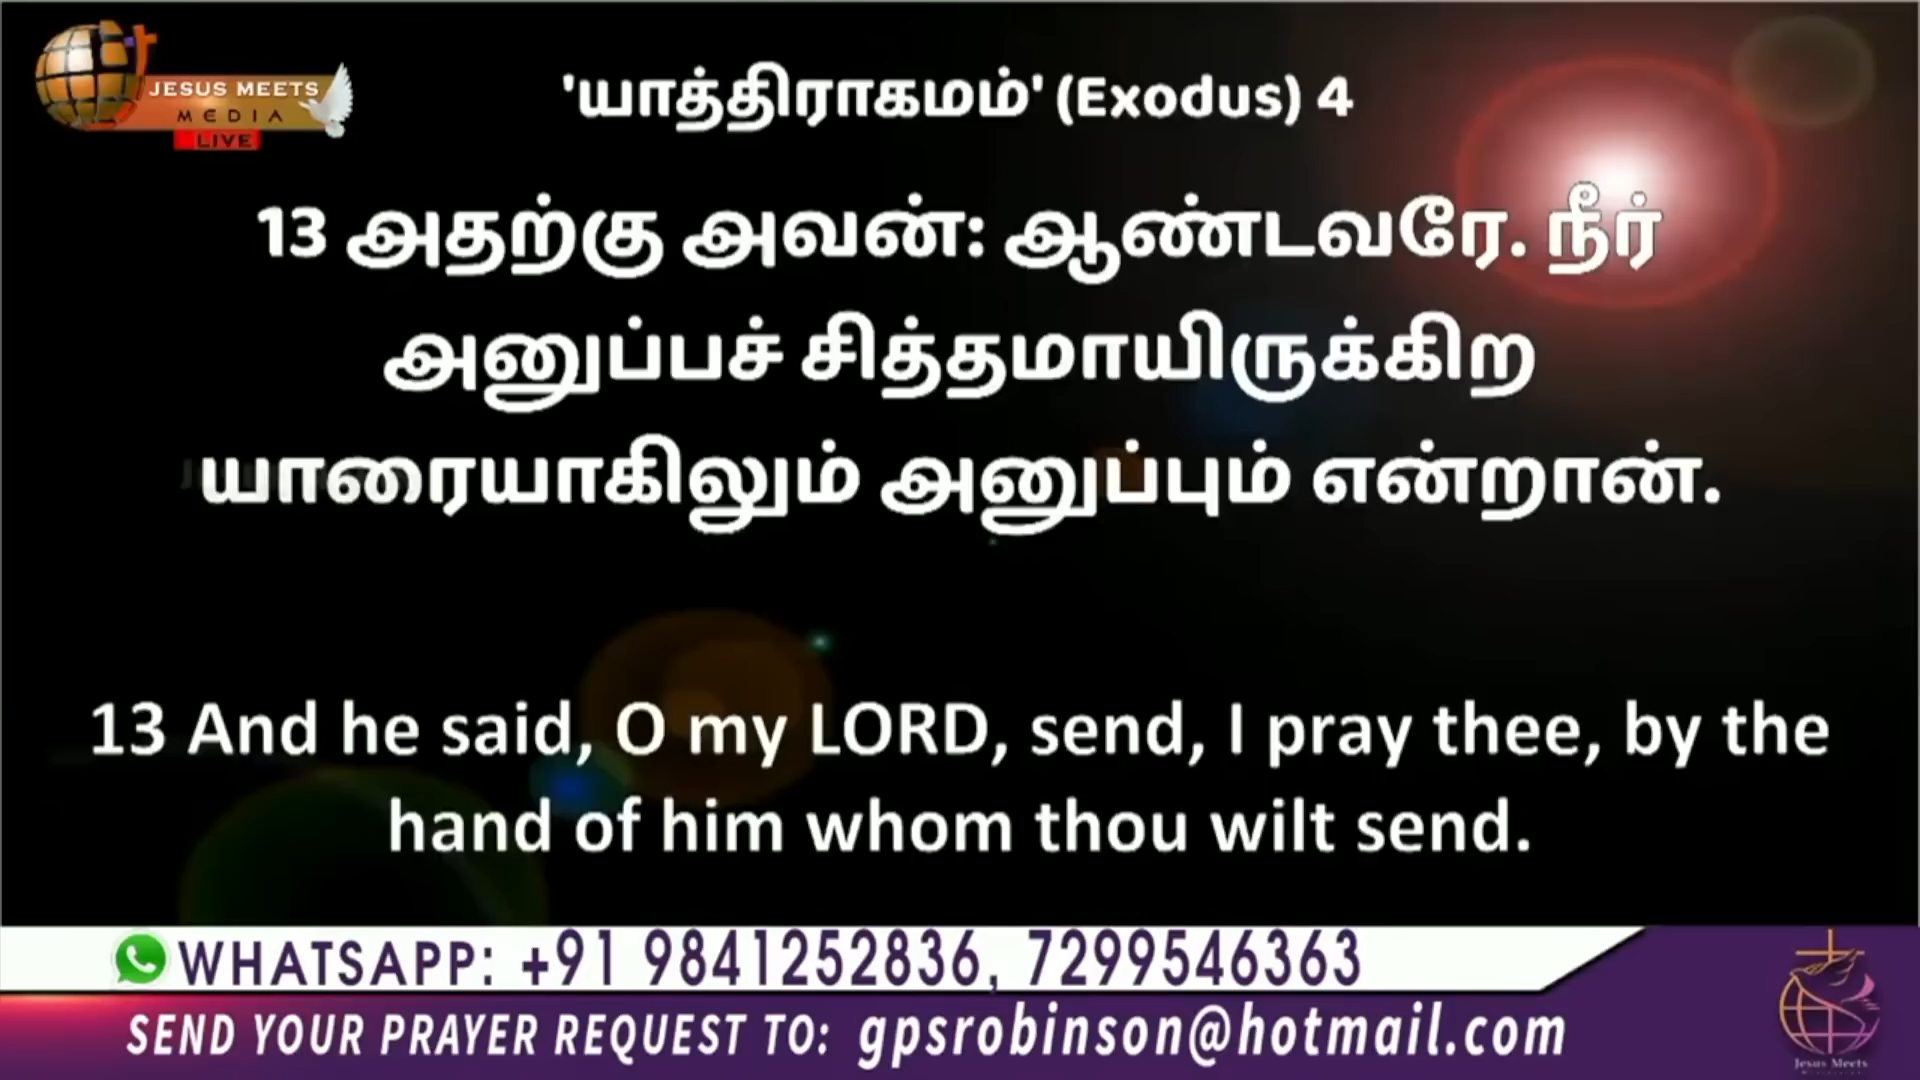 JESUS MEETS
MEDIA
LIVE
'யாத்திராகமம்' (Exodus) 4
13 அதற்கு அவன்: ஆண்டவரே. நீர்
அனுப்பச் சித்தமாயிருக்கிற
யாரையாகிலும் அனுப்பும் என்றான்.
13 And he said, O my LORD, send, I pray thee, by the
hand of him whom thou wilt send.
WHATSAPP: +91 9841252836, 7299546363
SEND YOUR PRAYER REQUEST TO: gpsrobinson@hotmail.com
Jesus Meets